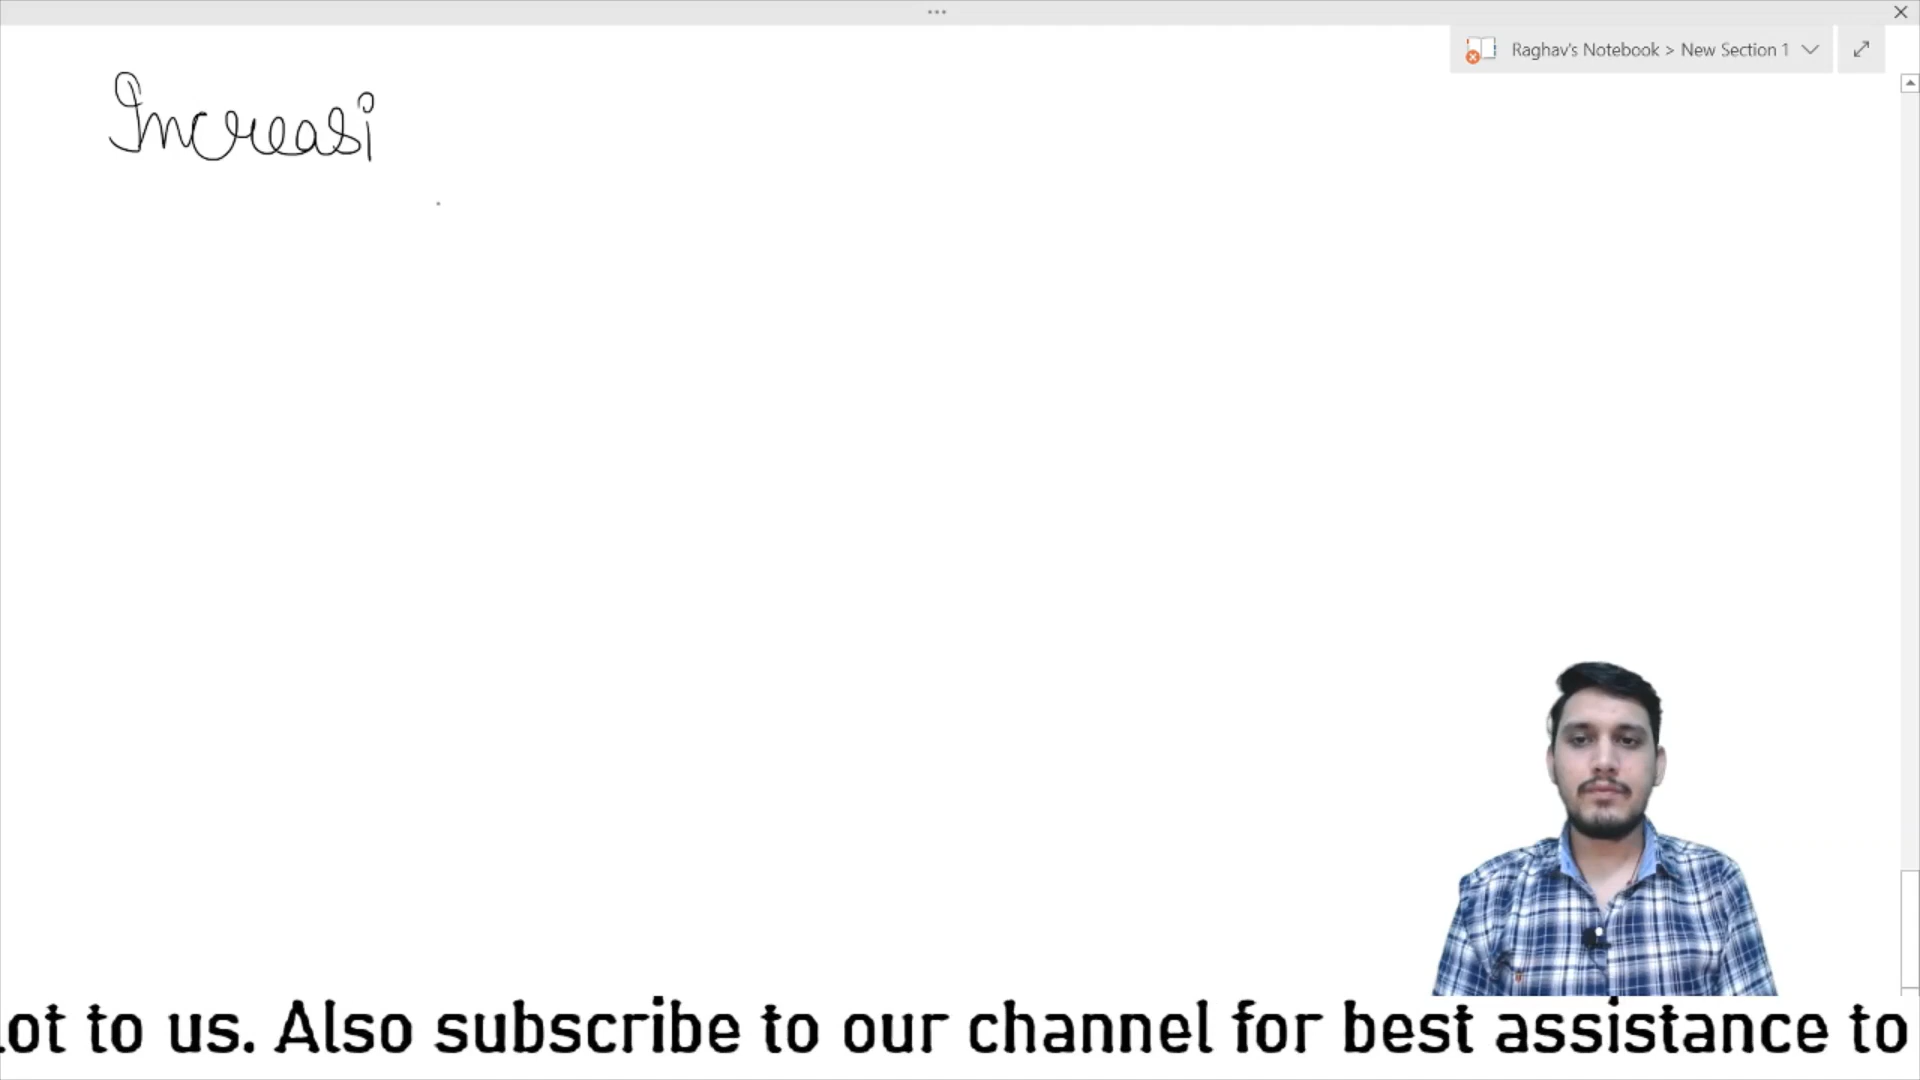 ...
Raghav's Notebook > New Section 1
Increasi
ot to us. Also subscribe to our channel for best assistance to